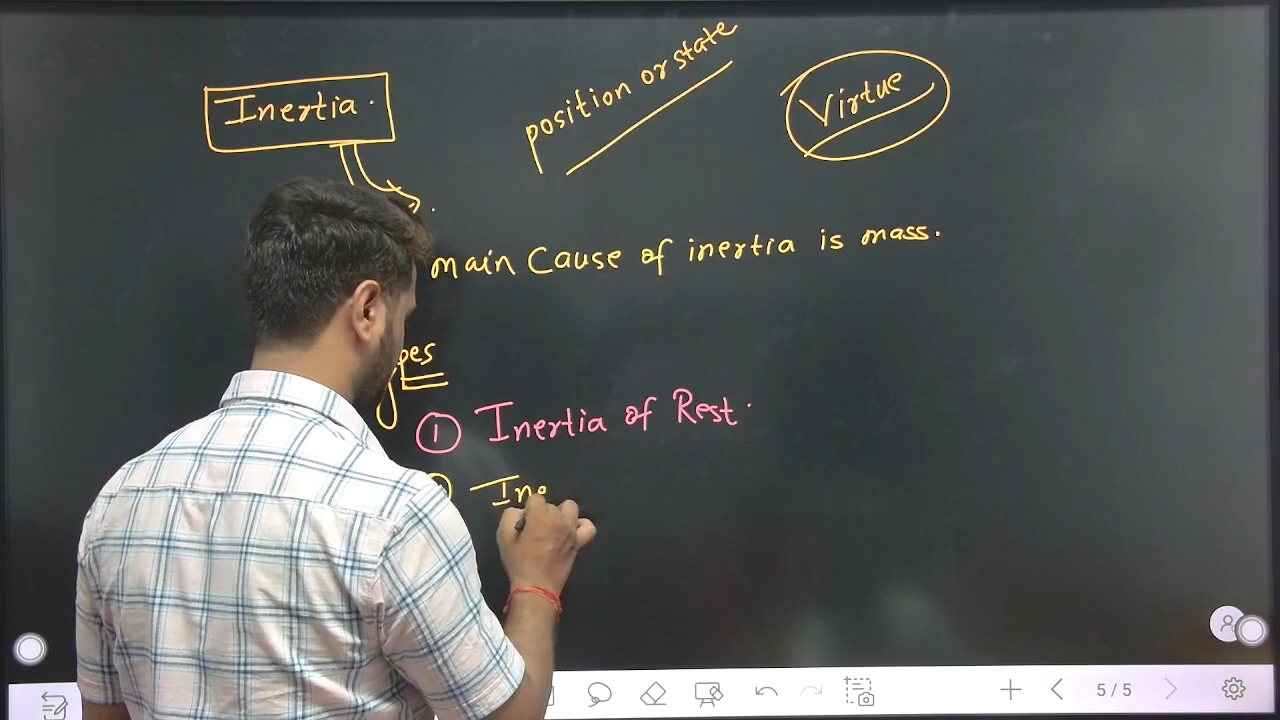 Inertia.
position or state
Virtue
main Cause of inertia is mass.
pes
① Inertia of Rest.
Ine
5/5